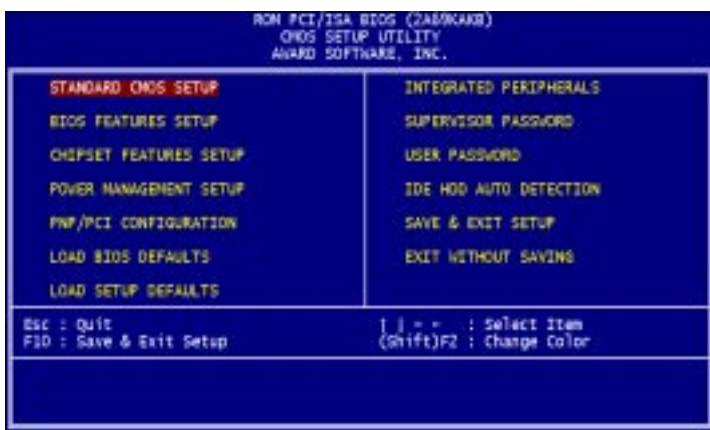 ROM PCI/ISA BIOS (2A69KAKB)
CMOS SETUP UTILITY
AWARD SOFTWARE, INC.
STANDARD CMOS SETUP
BIOS FEATURES SETUP
CHIPSET FEATURES SETUP
POWER MANAGEMENT SETUP
PNP/PCI CONFIGURATION
LOAD BIOS DEFAULTS
LOAD SETUP DEFAULTS
INTEGRATED PERIPHERALS
SUPERVISOR PASSWORD
USER PASSWORD
IDE HDD AUTO DETECTION
SAVE & EXIT SETUP
EXIT WITHOUT SAVING
Esc : Quit
F10 : Save & Exit Setup
: Select Item
(Shift)F2 : Change Color